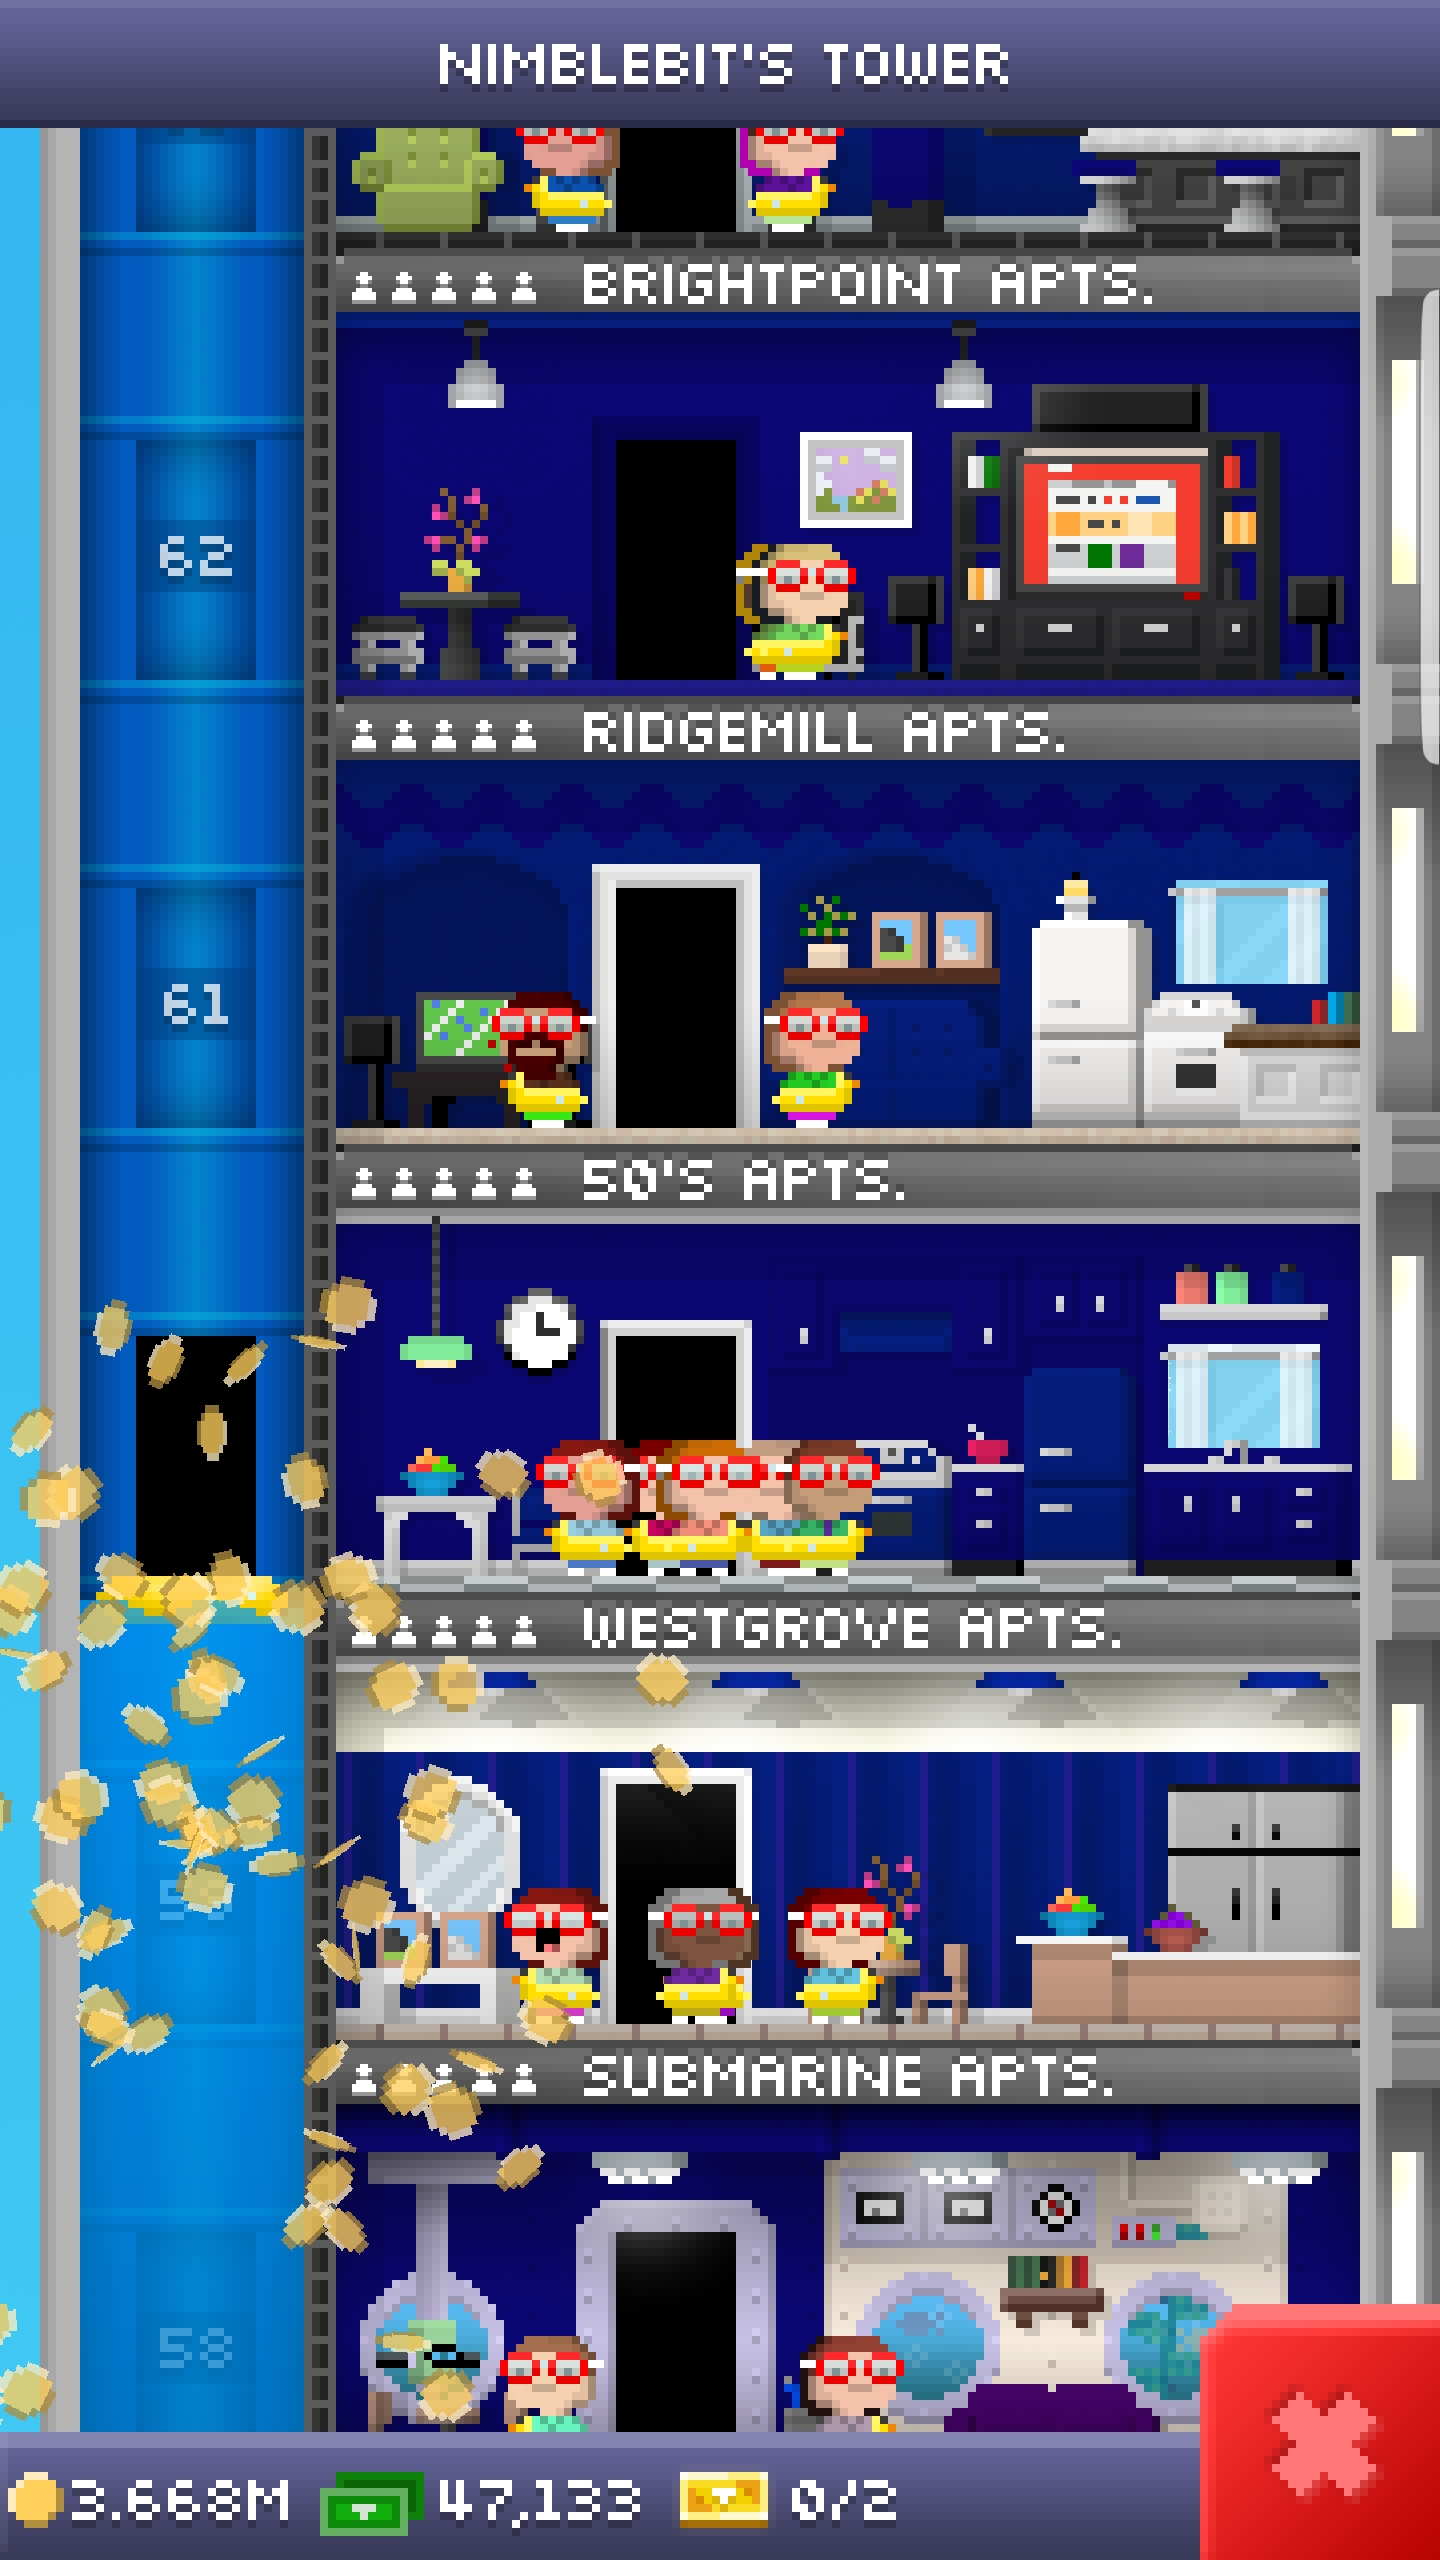 NIMBLEBIT'S TOWER
BRIGHTPOINT APTS.
62
RIDGEMILL APTS.
61
50'S APTS.
WESTGROVE APTS.
SUBMARINE APTS.
58
3.668M 47,133 0/2